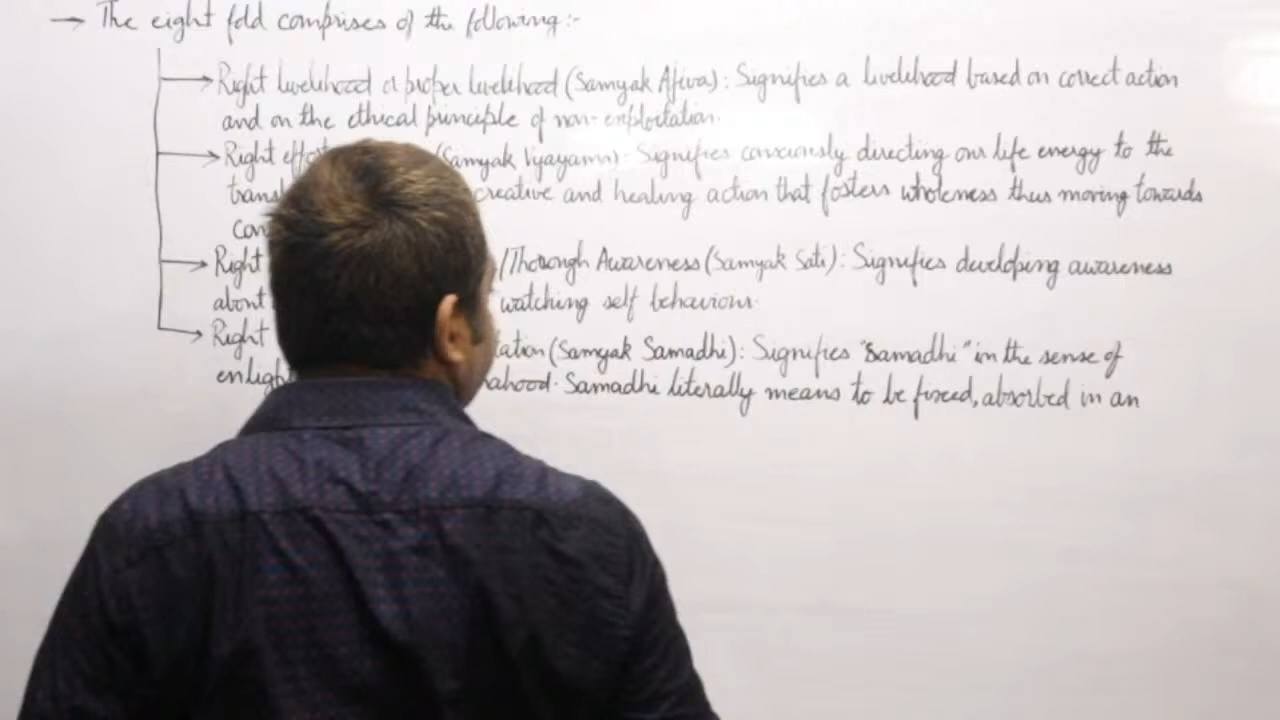 → The eight fold comprises of the following:-
Right livelihood or proper livelihood (Samyak Ajiva): Signifies a livelihood based on correct action
and on the ethical principle of non-exploitation.
Right (Samyak Vyayamn): Signifies consciously directing our life energy to the
creative and healing action that fosters wholeness thus moving towards
Right /Thorough Awareness (Samyak Sati): Signifies developing awareness
about watching self behaviour.
Right (Samyak Samadhi): Signifies "Samadhi" in the sense of
Samadhi literally means to be fixed, absorbed in an